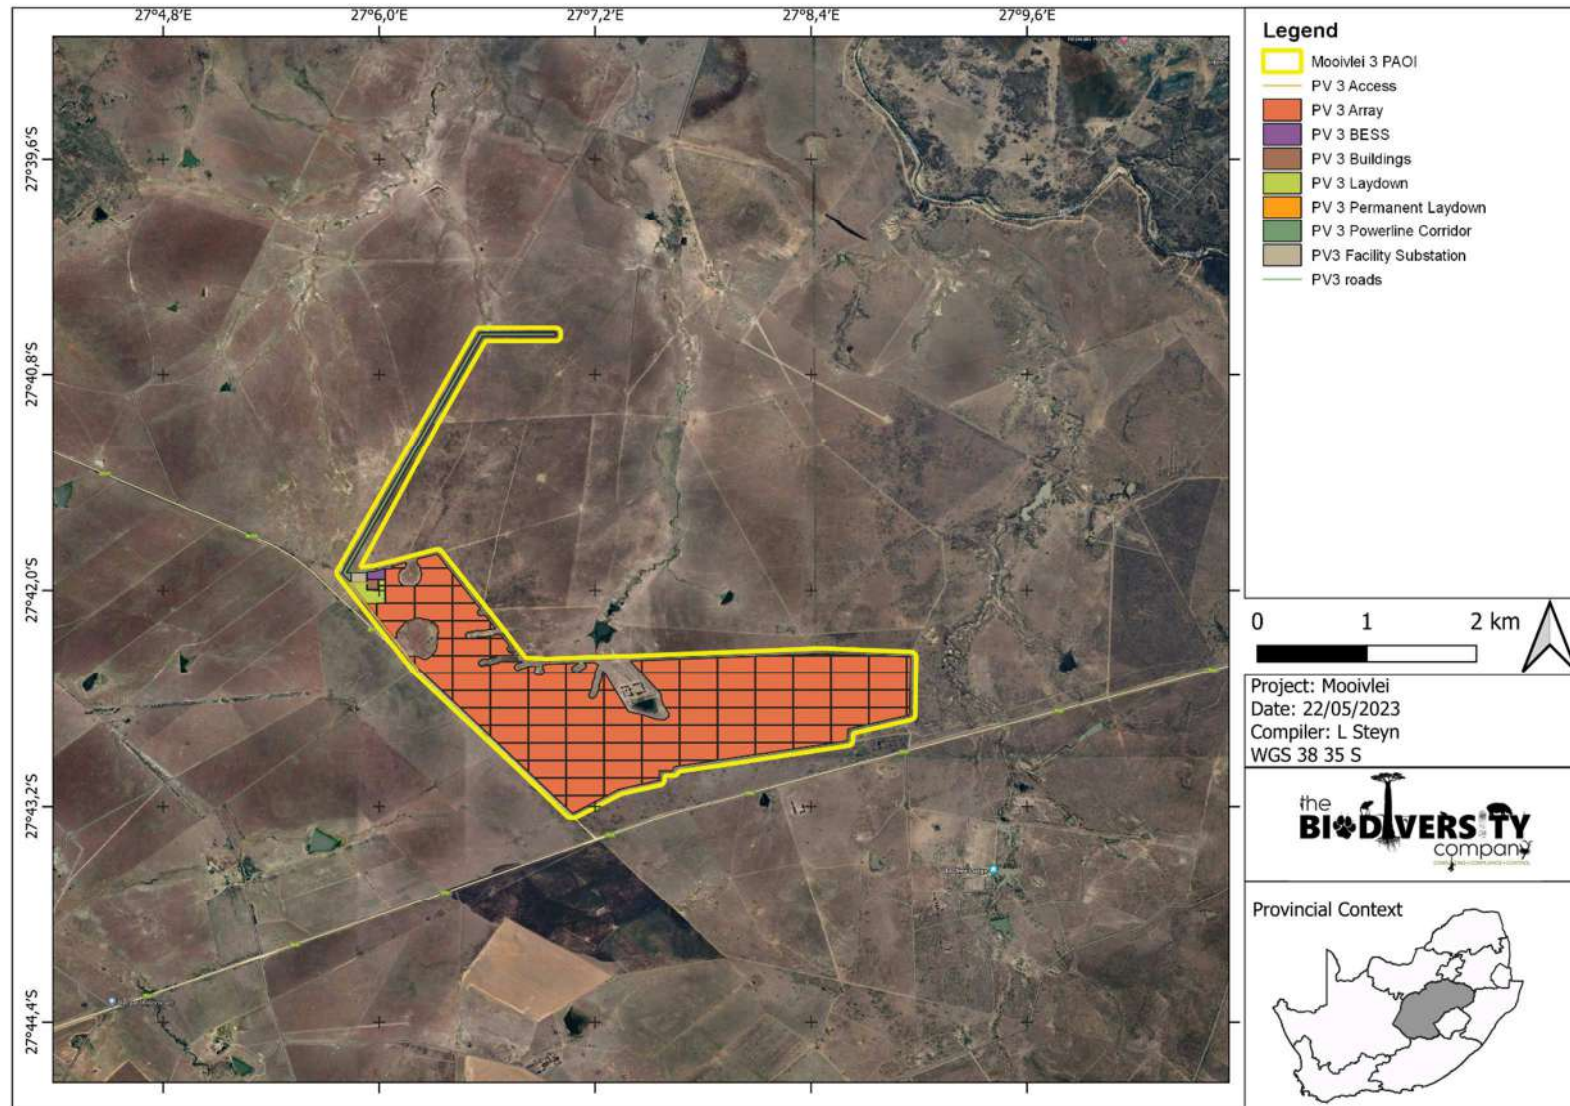 27°4,8'E 27°6,0'E 27°7,2'E 27°8,4'E 27°9,6'E
27°39,6'S
27°40,8'S
27°42,0'S
27°43,2'S
27°44,4'S
Legend
Mooivlei 3 PAOI
PV 3 Access
PV 3 Array
PV 3 BESS
PV 3 Buildings
PV 3 Laydown
PV 3 Permanent Laydown
PV 3 Powerline Corridor
PV3 Facility Substation
PV3 roads
0 1 2 km
Project: Mooivlei
Date: 22/05/2023
Compiler: L Steyn
WGS 38 35 S
the
BIODIVERSITY
company
Provincial Context